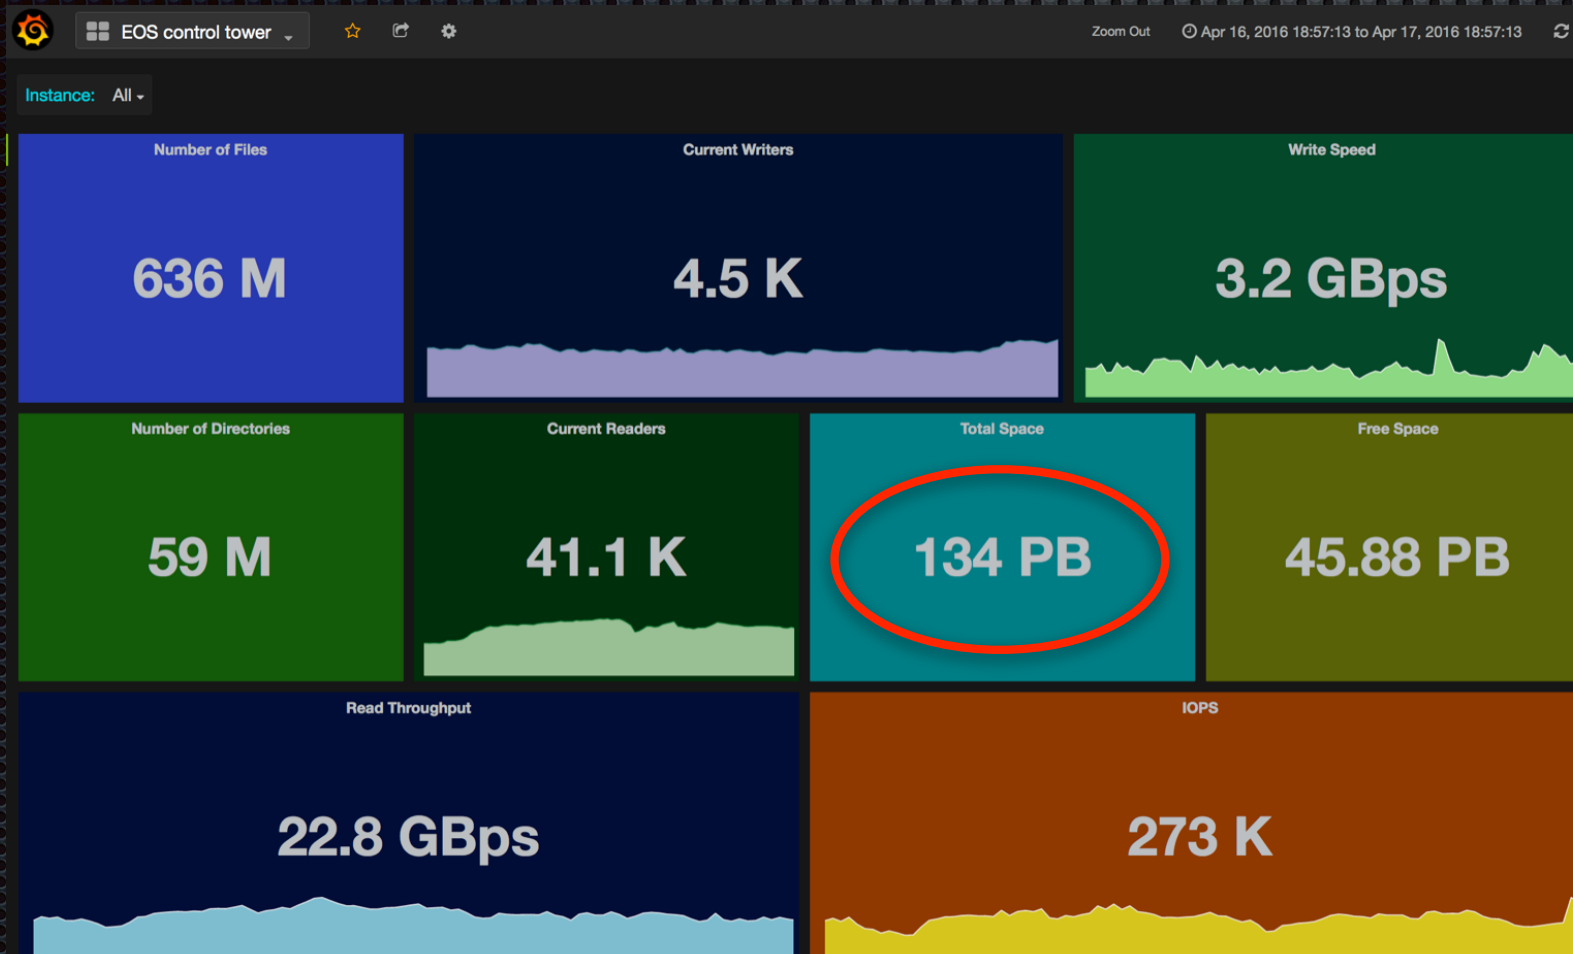 EOS control tower
Zoom Out
Apr 16, 2016 18:57:13 to Apr 17, 2016 18:57:13
Instance: All
Number of Files
636 M
Current Writers
4.5 K
Write Speed
3.2 GBps
Number of Directories
59 M
Current Readers
41.1 K
Total Space
134 PB
Free Space
45.88 PB
Read Throughput
22.8 GBps
IOPS
273 K